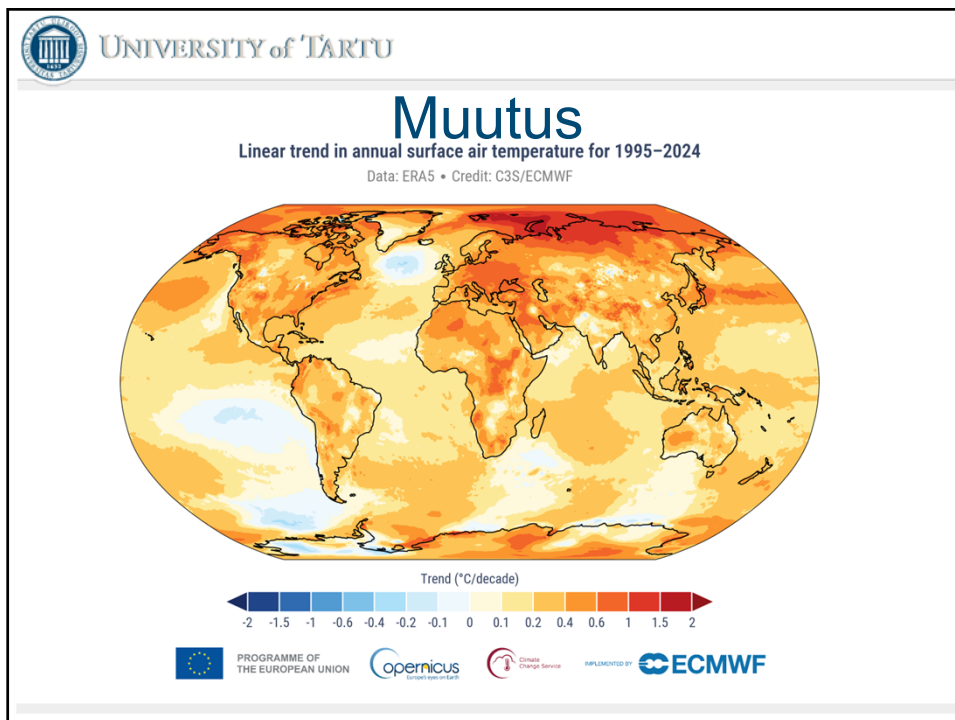 UNIVERSITY of TARTU
Muutus
Linear trend in annual surface air temperature for 1995–2024
Data: ERA5 • Credit: C3S/ECMWF
Trend (°C/decade)
-2 -1.5 -1 -0.6 -0.4 -0.2 -0.1 0 0.1 0.2 0.4 0.6 1 1.5 2
PROGRAMME OF
THE EUROPEAN UNION
opernicus
Europe's eyes on Earth
Climate
Change Service
IMPLEMENTED BY
ECMWF